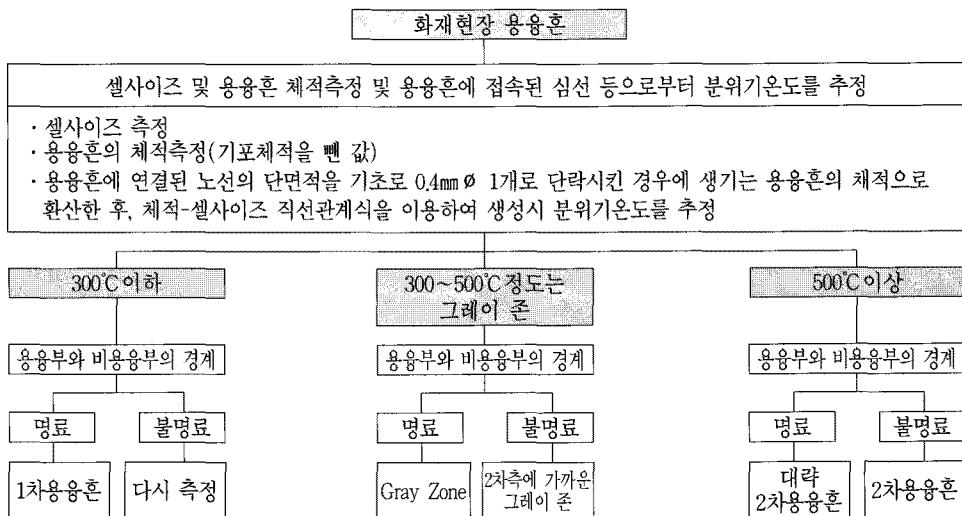 화재현장 용융흔
셀사이즈 및 용융흔 체적측정 및 용융흔에 접속된 심선 등으로부터 분위기온도를 추정
· 셀사이즈 측정
· 용융흔의 체적측정(기포체적을 뺀 값)
· 용융흔에 연결된 노선의 단면적을 기초로 0.4mm ø 1개로 단락시킨 경우에 생기는 용융흔의 채적으로
환산한 후, 체적-셀사이즈 직선관계식을 이용하여 생성시 분위기온도를 추정
300℃이하
300~500℃정도는
그레이 존
500℃이상
용융부와 비용융부의 경계
용융부와 비용융부의 경계
용융부와 비용융부의 경계
명료
불명료
명료
불명료
명료
불명료
1차용융흔
다시 측정
Gray Zone
2차측에 가까운
그레이 존
대략
2차용융흔
2차용융흔